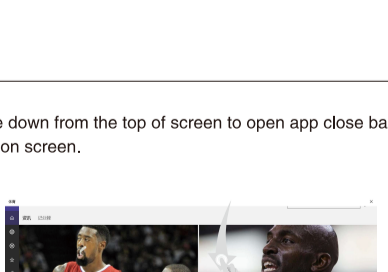 e down from the top of screen to open app close ba
on screen.
资讯